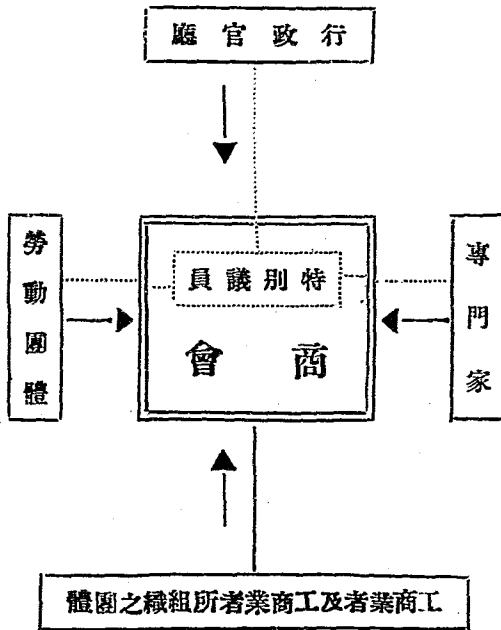 行政官廳
勞動團體
特別議員
商會
專門家
工商業者及工商業者所組織之團體